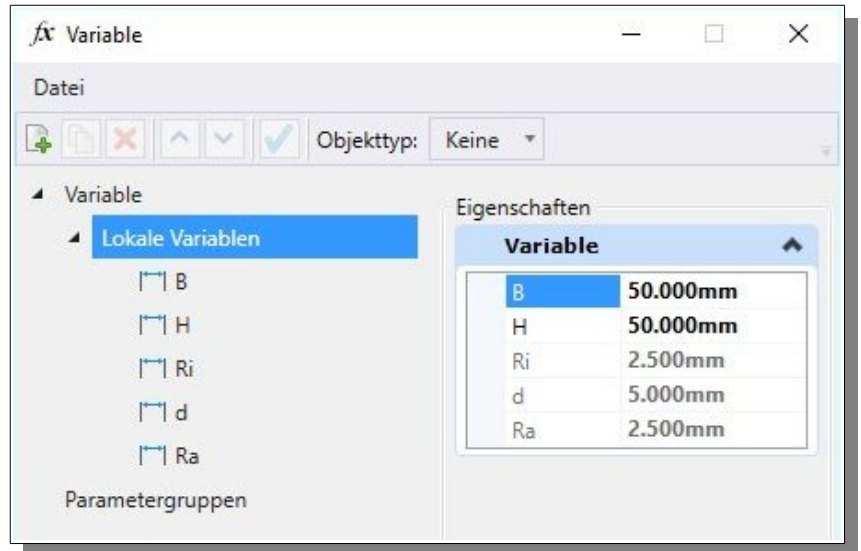 fx Variable
Datei
Objekttyp: Keine
Variable
Lokale Variablen
B
H
Ri
d
Ra
Parametergruppen
Eigenschaften
Variable
B 50.000mm
H 50.000mm
Ri 2.500mm
d 5.000mm
Ra 2.500mm